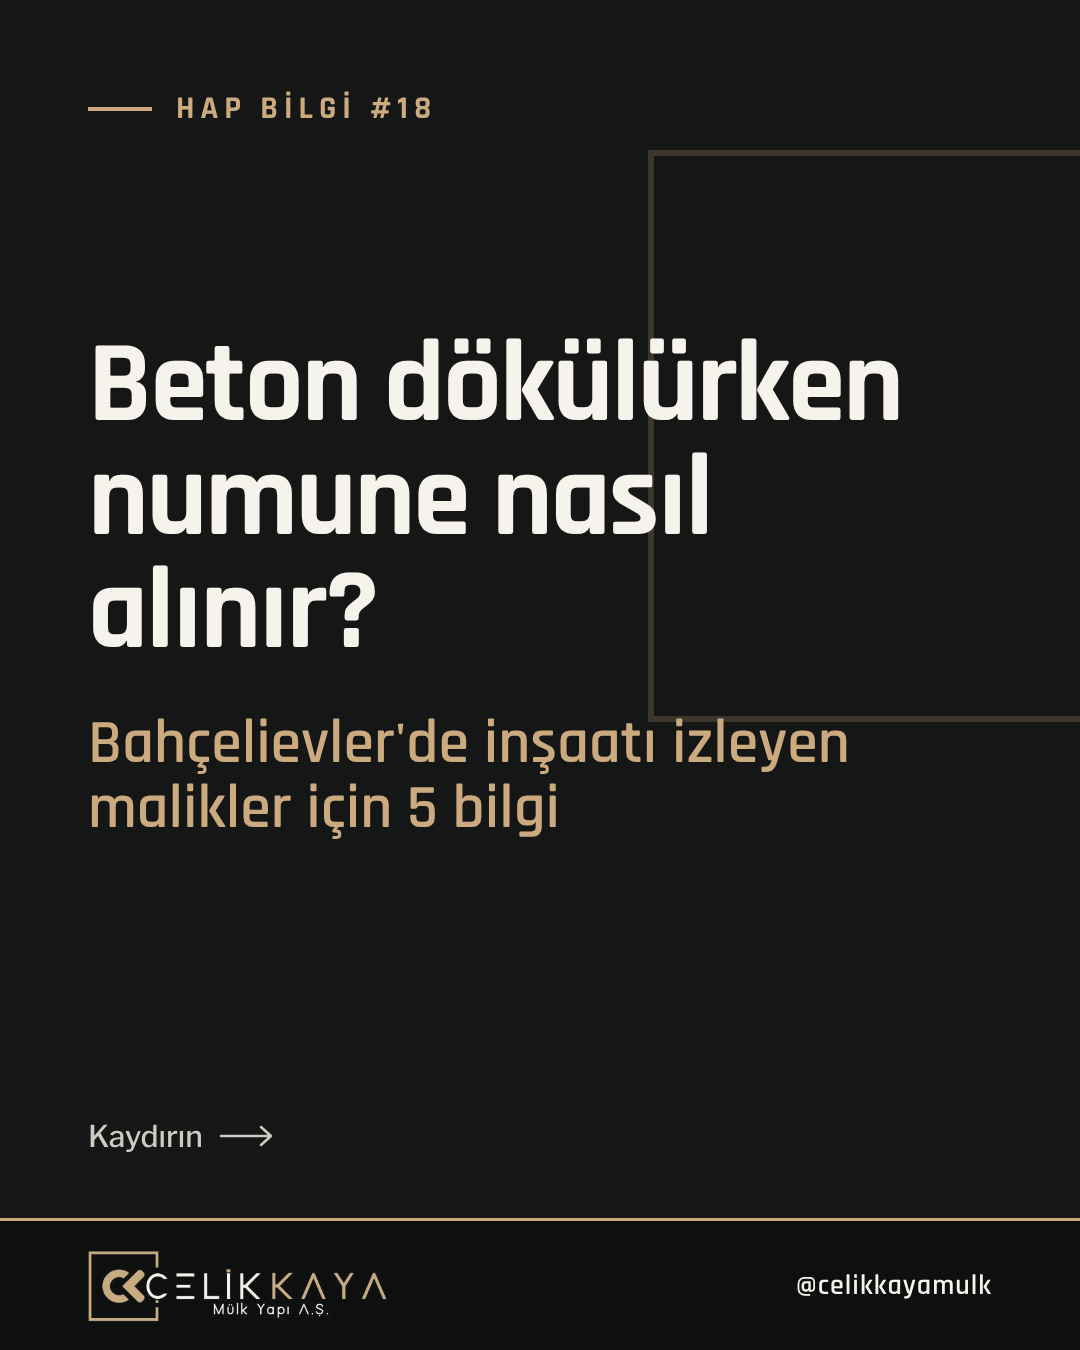 HAP BİLGİ #18
Beton dökülürken
numune nasıl
alınır?
Bahçelievler'de inşaatı izleyen
malikler için 5 bilgi
Kaydırın
CK ÇELİKKAYA
Mülk Yapı A.Ş.
@celikkayamulk